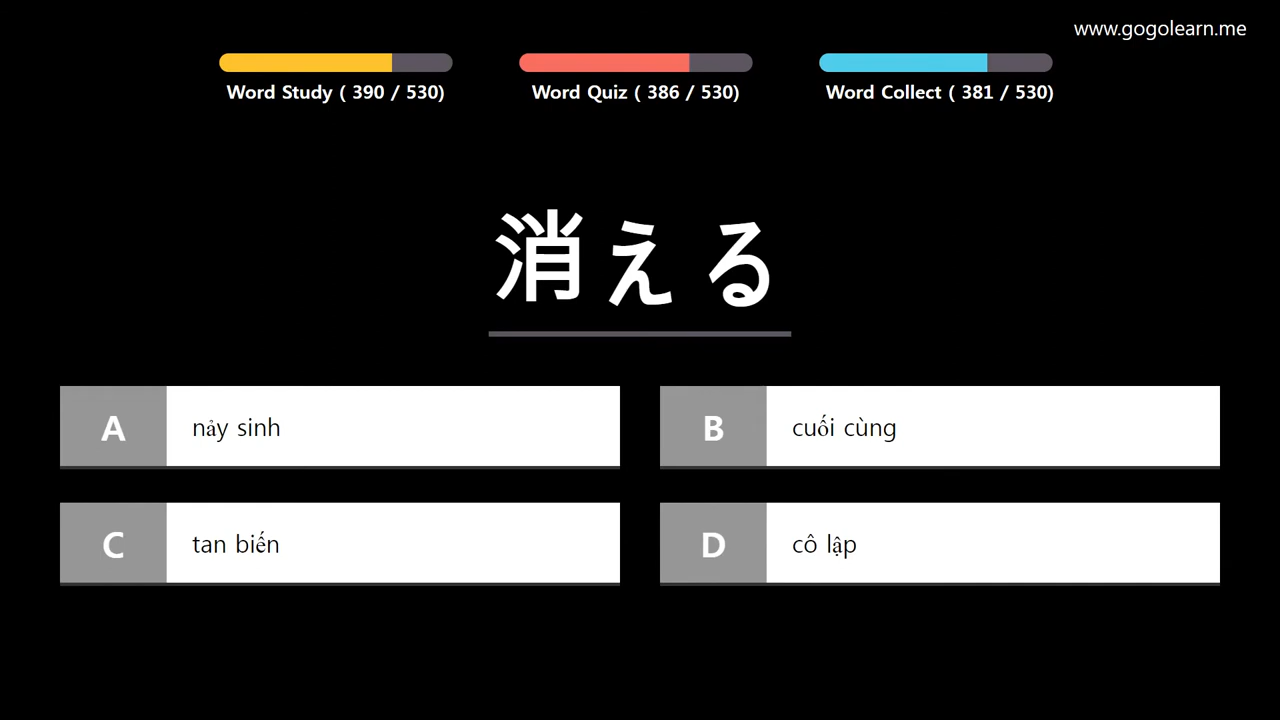 www.gogolearn.me
Word Study ( 390 / 530)
Word Quiz ( 386 / 530)
Word Collect ( 381 / 530)
消える
A nảy sinh
B cuối cùng
C tan biến
D cô lập